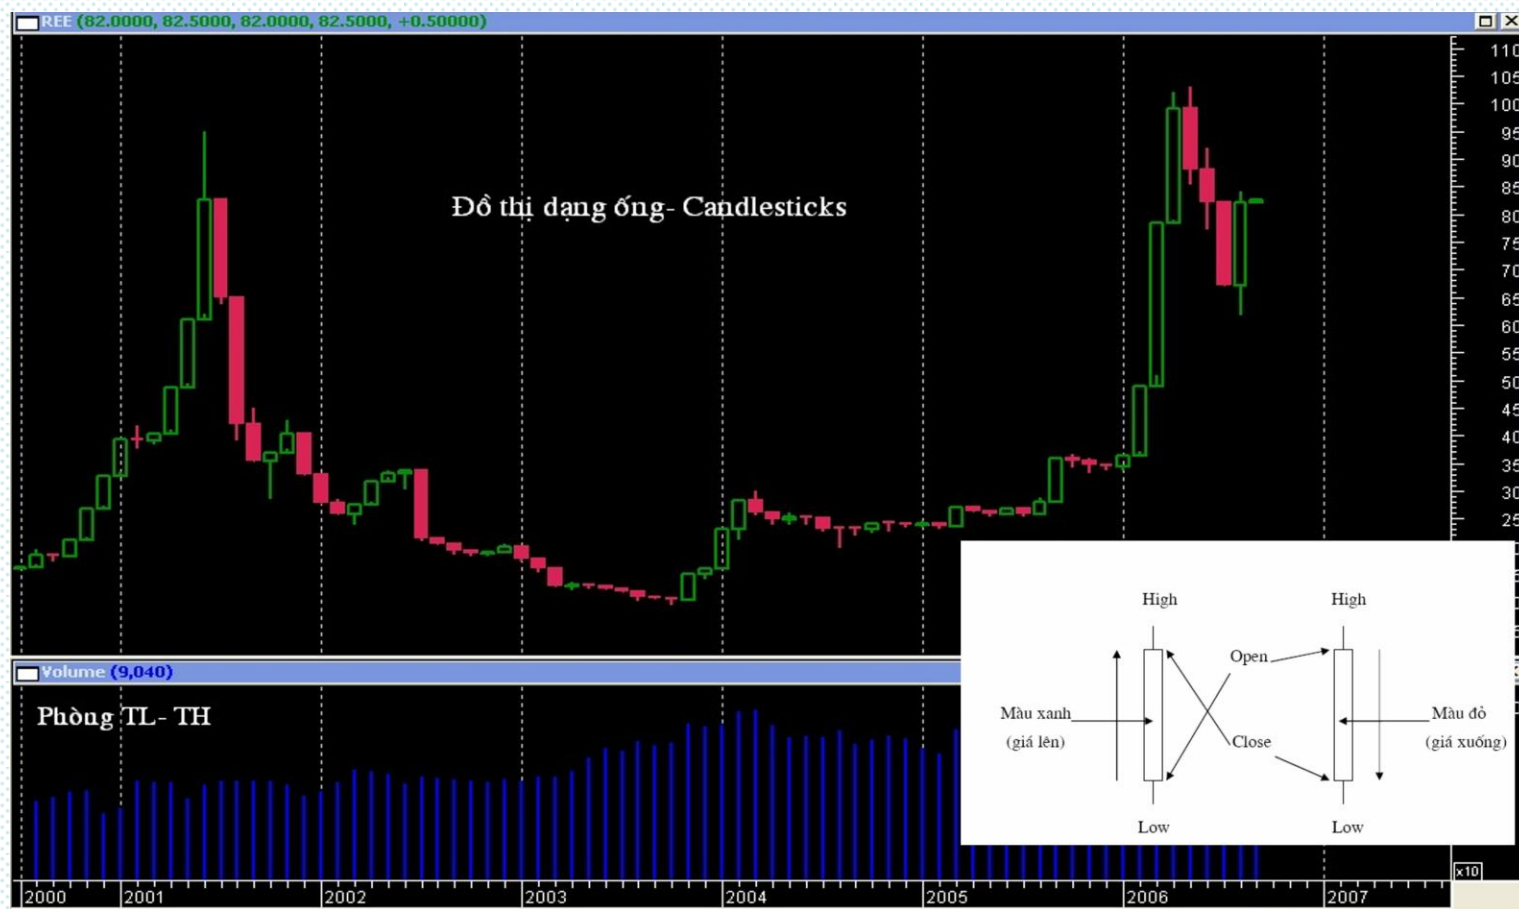 REE (82.0000, 82.5000, 82.0000, 82.5000, +0.50000)
110
105
100
95
90
85
80
75
70
65
60
55
50
45
40
35
30
25
Đồ thị dạng ống- Candlesticks
High High
Open
Màu xanh
(giá lên)
Màu đỏ
(giá xuống)
Close
Low Low
Volume (9,040)
Phòng TL- TH
x10
2000 2001 2002 2003 2004 2005 2006 2007